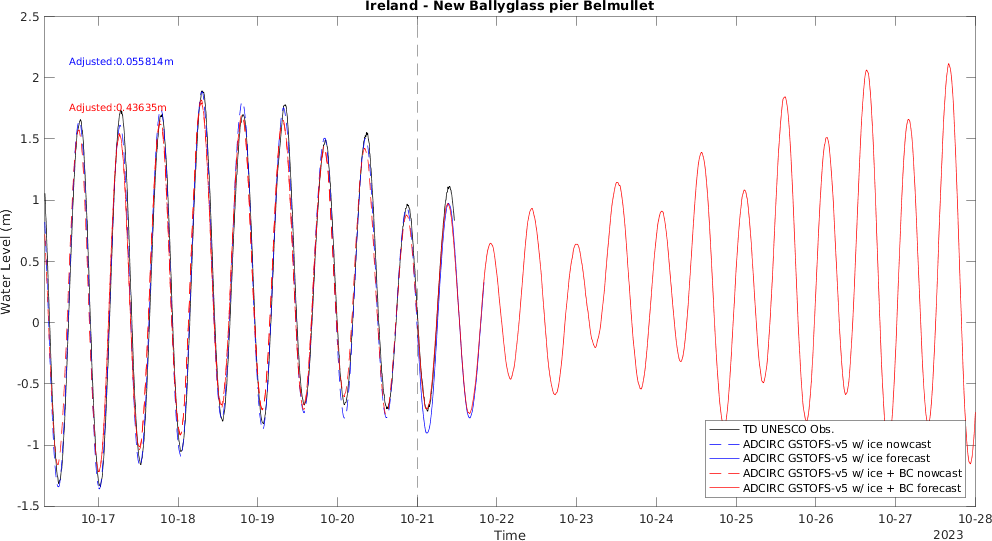 Ireland - New Ballyglass pier Belmullet
2.5
2
1.5
1
0.5
0
-0.5
-1
-1.5
Water Level (m)
Adjusted:0.055814m
Adjusted:0.43635m
TD UNESCO Obs.
ADCIRC GSTOFS-v5 w/ ice nowcast
ADCIRC GSTOFS-v5 w/ ice forecast
ADCIRC GSTOFS-v5 w/ ice + BC nowcast
ADCIRC GSTOFS-v5 w/ ice + BC forecast
10-17 10-18 10-19 10-20 10-21 10-22 10-23 10-24 10-25 10-26 10-27 10-28
Time
2023